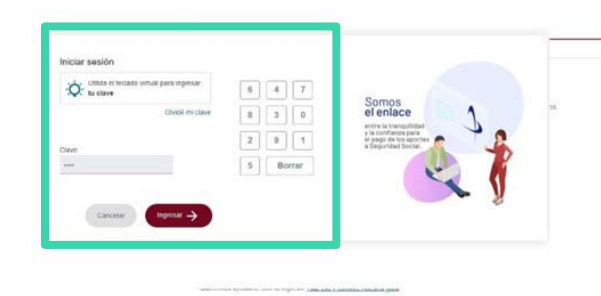 Iniciar sesión
Utiliza el teclado virtual para ingresar
tu clave
Olvidé mi clave
Clave
····
6 4 7
8 3 0
2 9 1
5 Borrar
Cancelar
Ingresar →
Somos
el enlace
entre la tranquilidad
y la confianza para
el pago de los aportes
a Seguridad Social.